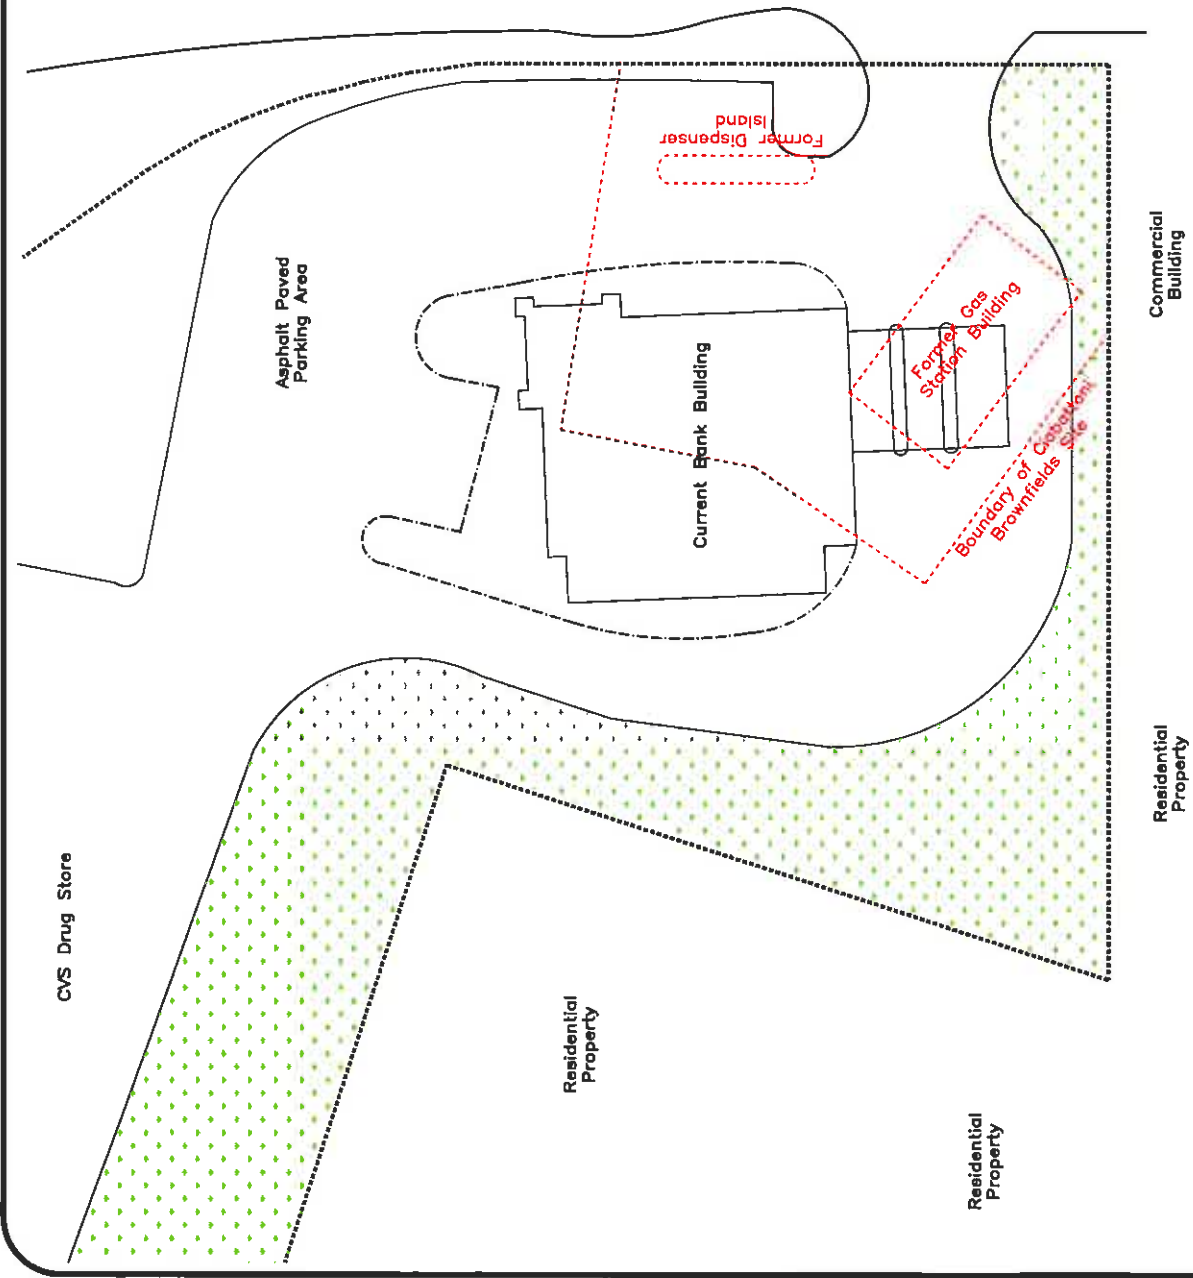 CVS Drug Store
Asphalt Paved
Parking Area
Former Dispenser
Island
Current Bank Building
Former Gas
Station Building
Boundary of Ciabattoni
Brownfields Site
Commercial
Building
Residential
Property
Residential
Property
Residential
Property